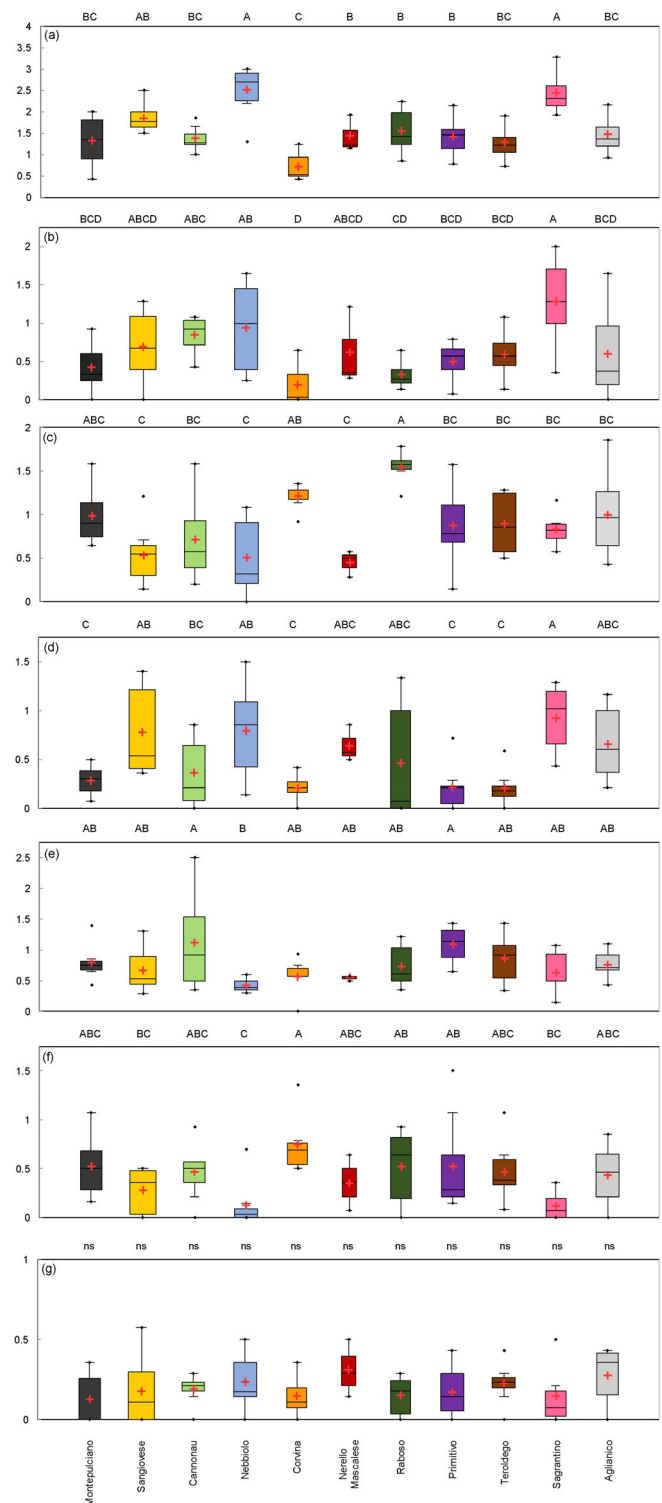 BC AB BC A C B B B BC A BC
(a)
4
3.5
3
2.5
2
1.5
1
0.5
0
BCD ABCD ABC AB D ABCD CD BCD BCD A BCD
(b)
2
1.5
1
0.5
0
ABC C BC C AB C A BC BC BC BC
(c)
2
1.5
1
0.5
0
C AB BC AB C ABC ABC C C A ABC
(d)
1.5
1
0.5
0
AB AB A B AB AB AB A AB AB AB
(e)
2.5
2
1.5
1
0.5
0
ABC BC ABC C A ABC AB AB ABC BC ABC
(f)
1.5
1
0.5
0
ns ns ns ns ns ns ns ns ns ns ns
(g)
1
0.5
0
Montepulciano
Sangiovese
Cannonau
Nebbiolo
Corvina
Nerello
Mascalese
Raboso
Primitivo
Teroldego
Sagrantino
Aglianico